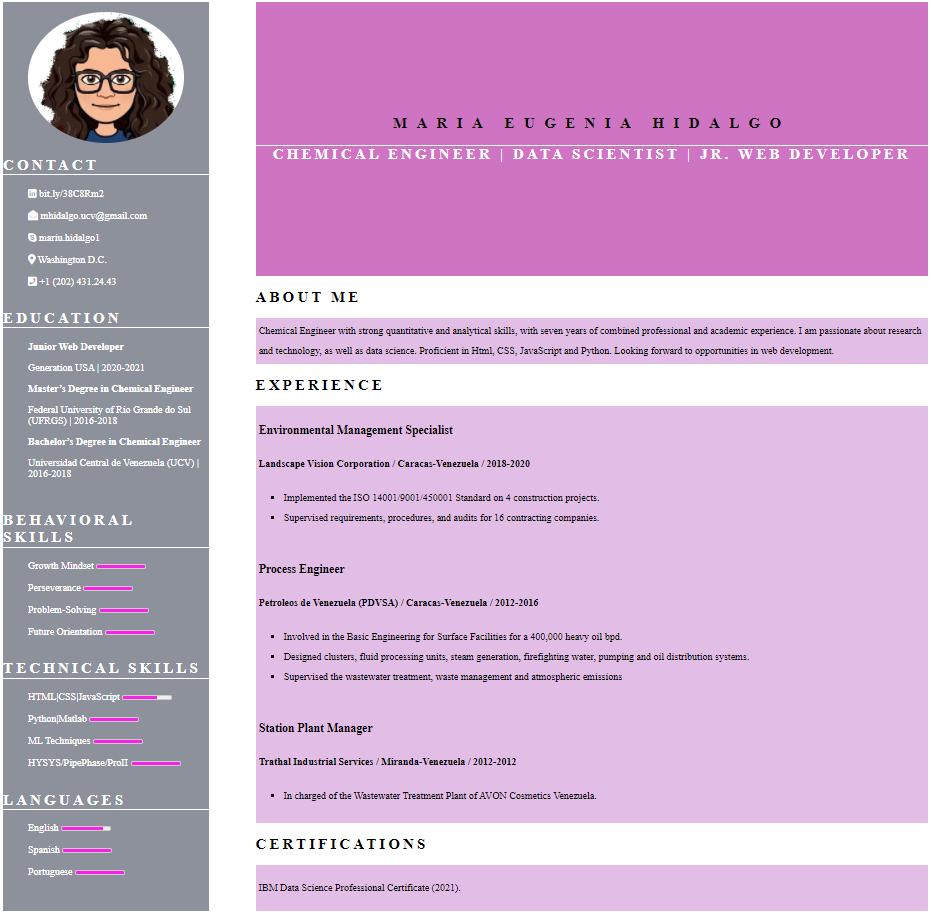 CONTACT
bit.ly/38C8Rm2
mhidalgo.ucv@gmail.com
mariu.hidalgo1
Washington D.C.
+1 (202) 431.24.43
EDUCATION
Junior Web Developer
Generation USA | 2020-2021
Master’s Degree in Chemical Engineer
Federal University of Rio Grande do Sul
(UFRGS) | 2016-2018
Bachelor’s Degree in Chemical Engineer
Universidad Central de Venezuela (UCV) |
2016-2018
BEHAVIORAL
SKILLS
Growth Mindset
Perseverance
Problem-Solving
Future Orientation
TECHNICAL SKILLS
HTML|CSS|JavaScript
Python|Matlab
ML Techniques
HYSYS/PipePhase/ProII
LANGUAGES
English
Spanish
Portuguese
MARIA EUGENIA HIDALGO
CHEMICAL ENGINEER | DATA SCIENTIST | JR. WEB DEVELOPER
ABOUT ME
Chemical Engineer with strong quantitative and analytical skills, with seven years of combined professional and academic experience. I am passionate about research
and technology, as well as data science. Proficient in Html, CSS, JavaScript and Python. Looking forward to opportunities in web development.
EXPERIENCE
Environmental Management Specialist
Landscape Vision Corporation / Caracas-Venezuela / 2018-2020
Implemented the ISO 14001/9001/450001 Standard on 4 construction projects.
Supervised requirements, procedures, and audits for 16 contracting companies.
Process Engineer
Petroleos de Venezuela (PDVSA) / Caracas-Venezuela / 2012-2016
Involved in the Basic Engineering for Surface Facilities for a 400,000 heavy oil bpd.
Designed clusters, fluid processing units, steam generation, firefighting water, pumping and oil distribution systems.
Supervised the wastewater treatment, waste management and atmospheric emissions
Station Plant Manager
Trathal Industrial Services / Miranda-Venezuela / 2012-2012
In charged of the Wastewater Treatment Plant of AVON Cosmetics Venezuela.
CERTIFICATIONS
IBM Data Science Professional Certificate (2021).